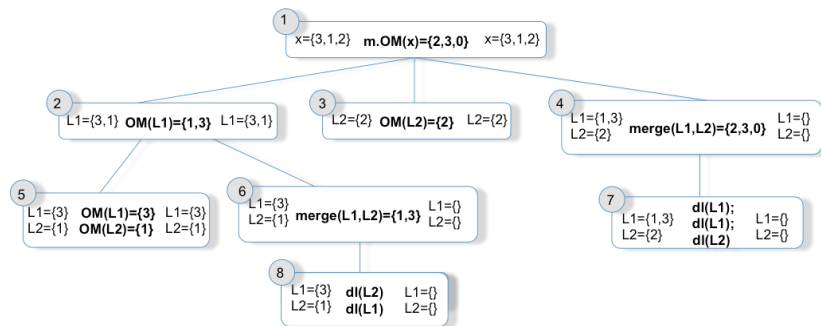 1
x={3,1,2} m.OM(x)={2,3,0} x={3,1,2}
2
L1={3,1} OM(L1)={1,3} L1={3,1}
3
L2={2} OM(L2)={2} L2={2}
4
L1={1,3} L1={}
merge(L1,L2)={2,3,0}
L2={2} L2={}
5
L1={3} OM(L1)={3} L1={3}
L2={1} OM(L2)={1} L2={1}
6
L1={3} L1={}
merge(L1,L2)={1,3}
L2={1} L2={}
7
dl(L1);
L1={1,3} dl(L1); L1={}
L2={2} dl(L2) L2={}
8
L1={3} dl(L2) L1={}
L2={1} dl(L1) L2={}